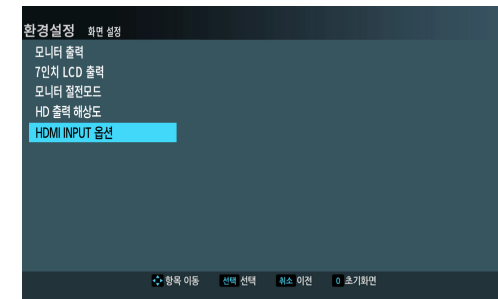 환경설정 화면 설정
모니터 출력
7인치 LCD 출력
모니터 절전모드
HD 출력 해상도
HDMI INPUT 옵션
항목 이동 선택 선택 취소 이전 0 초기화면